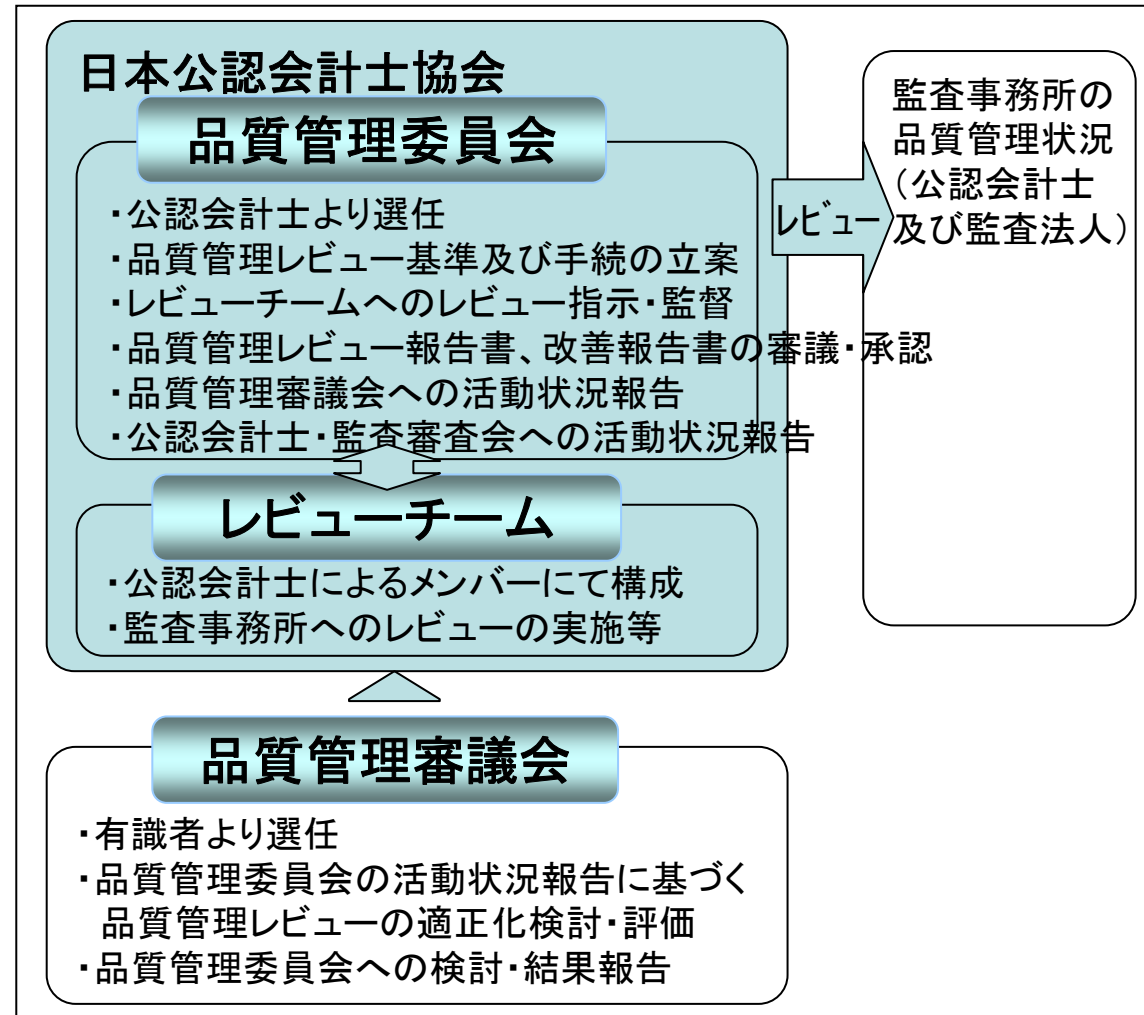 日本公認会計士協会
品質管理委員会
・公認会計士より選任
・品質管理レビュー基準及び手続の立案
・レビューチームへのレビュー指示・監督
・品質管理レビュー報告書、改善報告書の審議・承認
・品質管理審議会への活動状況報告
・公認会計士・監査審査会への活動状況報告
レビューチーム
・公認会計士によるメンバーにて構成
・監査事務所へのレビューの実施等
レビュー
監査事務所の
品質管理状況
（公認会計士
及び監査法人）
品質管理審議会
・有識者より選任
・品質管理委員会の活動状況報告に基づく
品質管理レビューの適正化検討・評価
・品質管理委員会への検討・結果報告